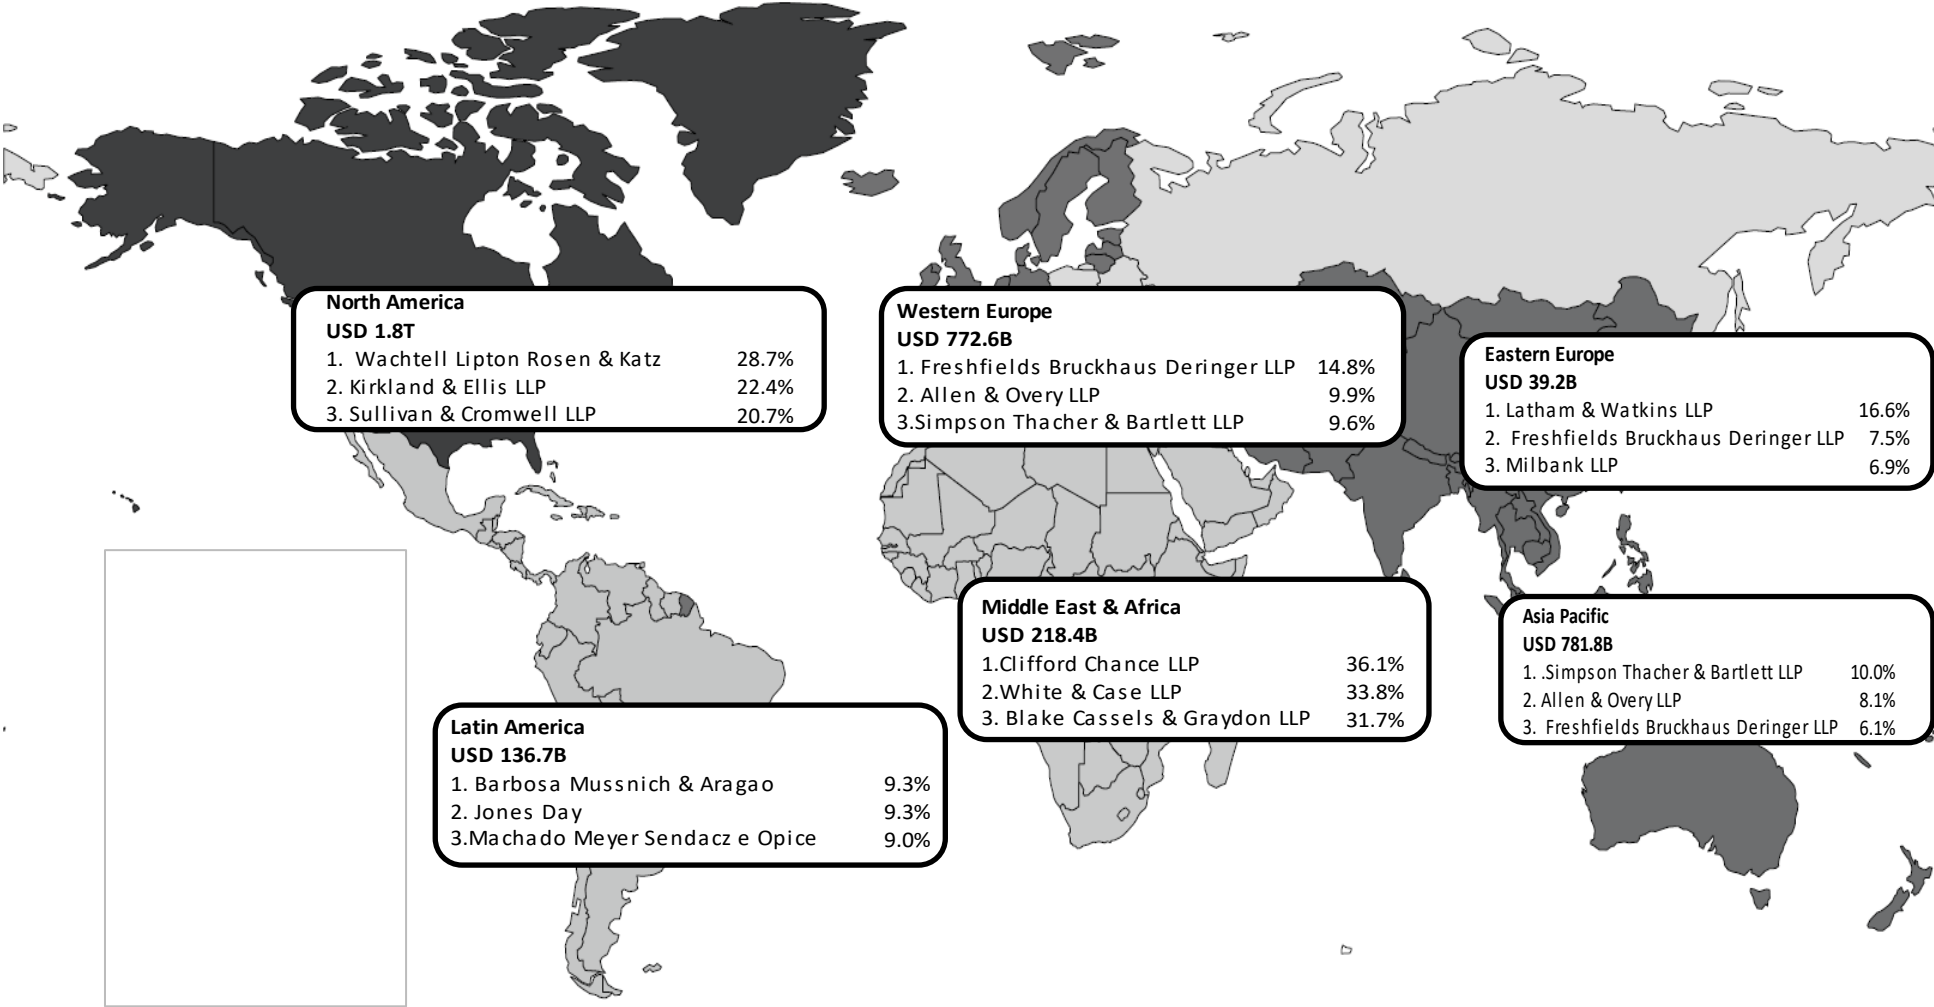 North America
USD 1.8T
1. Wachtell Lipton Rosen & Katz 28.7%
2. Kirkland & Ellis LLP 22.4%
3. Sullivan & Cromwell LLP 20.7%
Western Europe
USD 772.6B
1. Freshfields Bruckhaus Deringer LLP 14.8%
2. Allen & Overy LLP 9.9%
3.Simpson Thacher & Bartlett LLP 9.6%
Eastern Europe
USD 39.2B
1. Latham & Watkins LLP 16.6%
2. Freshfields Bruckhaus Deringer LLP 7.5%
3. Milbank LLP 6.9%
Middle East & Africa
USD 218.4B
1.Clifford Chance LLP 36.1%
2.White & Case LLP 33.8%
3. Blake Cassels & Graydon LLP 31.7%
Asia Pacific
USD 781.8B
1. .Simpson Thacher & Bartlett LLP 10.0%
2. Allen & Overy LLP 8.1%
3. Freshfields Bruckhaus Deringer LLP 6.1%
Latin America
USD 136.7B
1. Barbosa Mussnich & Aragao 9.3%
2. Jones Day 9.3%
3.Machado Meyer Sendacz e Opice 9.0%